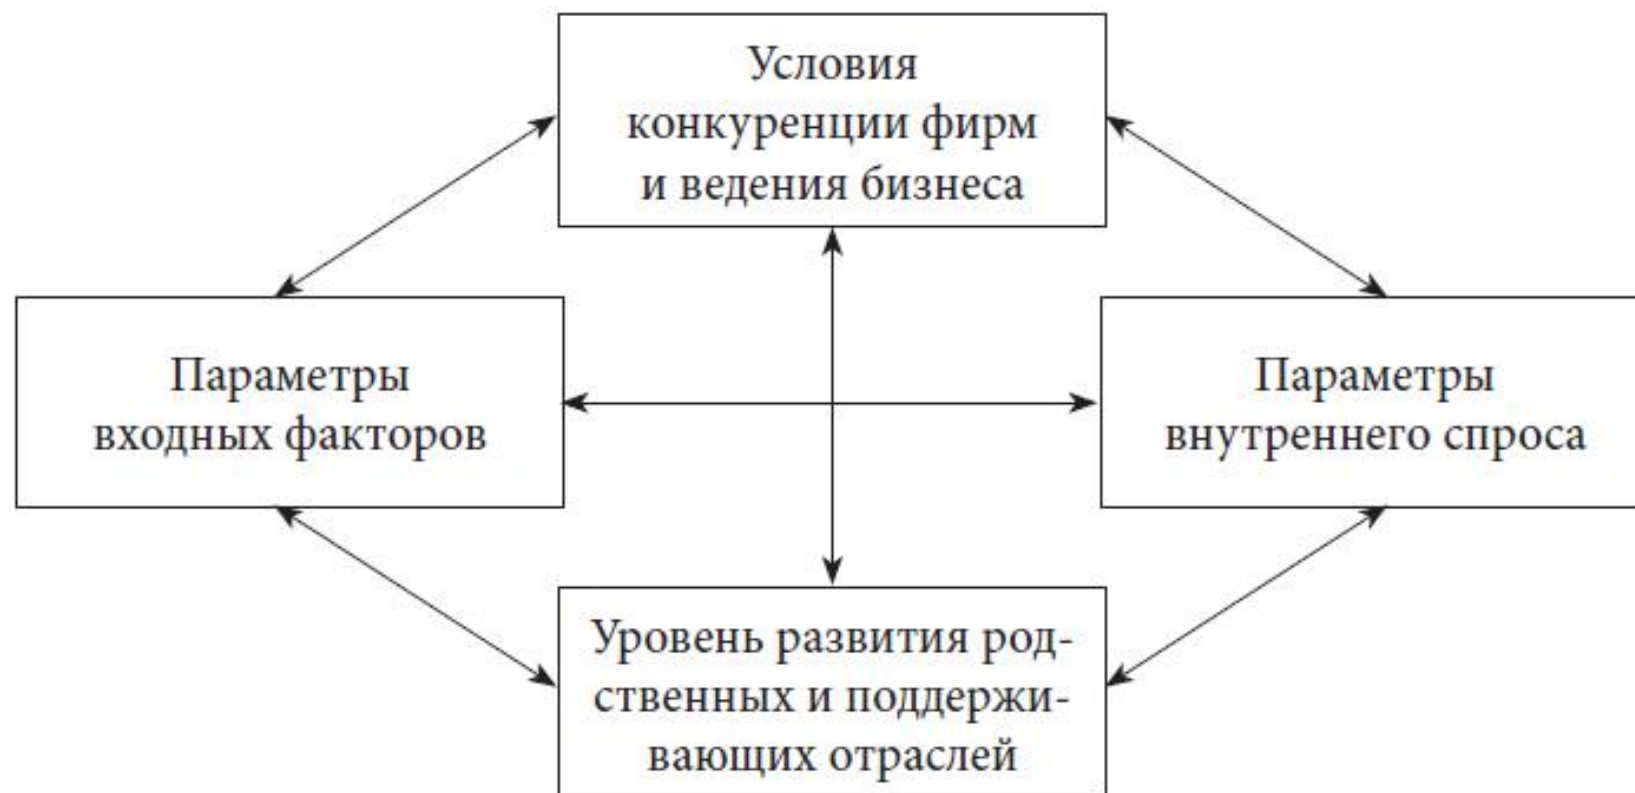 Условия
конкуренции фирм
и ведения бизнеса
Параметры
входных факторов
Параметры
внутреннего спроса
Уровень развития род-
ственных и поддержи-
вающих отраслей